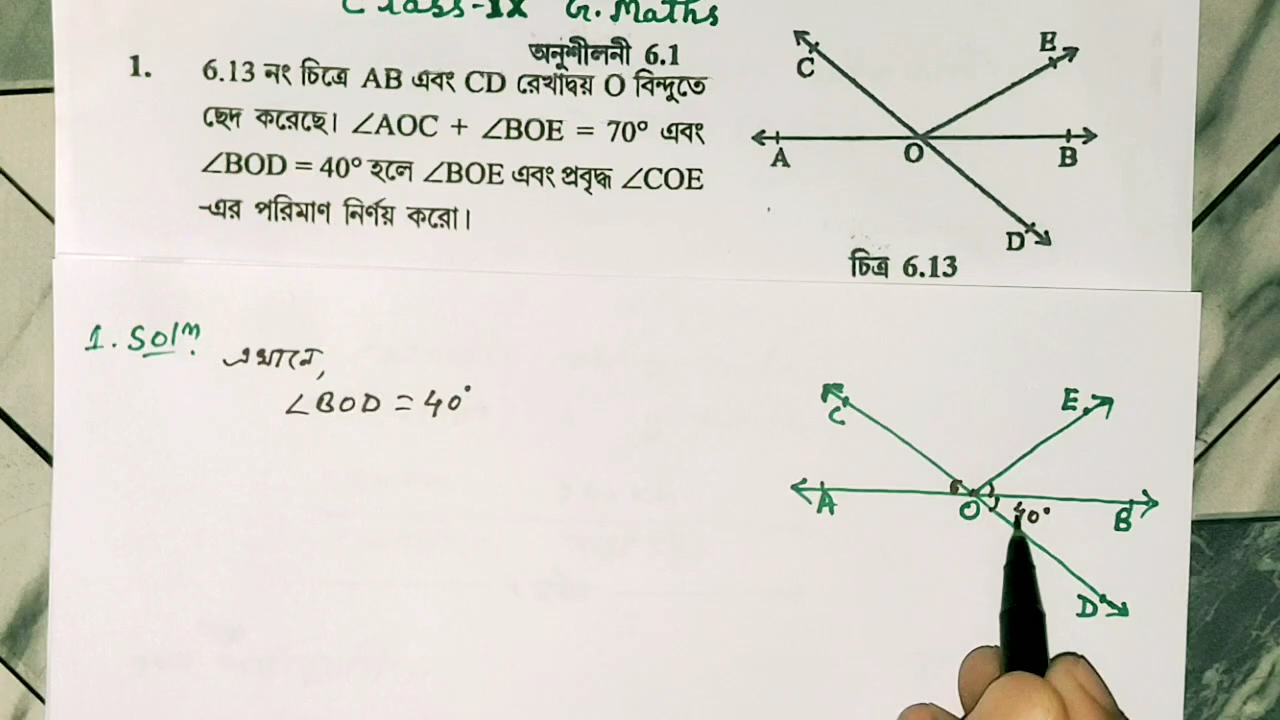 Class-IX G. Maths
অনুশীলনী 6.1
1. 6.13 নং চিত্রে AB এবং CD রেখাদ্বয় O বিন্দুতে
ছেদ করেছে। ∠AOC + ∠BOE = 70° এবং
∠BOD = 40° হলে ∠BOE এবং প্রবৃদ্ধ ∠COE
-এর পরিমাণ নির্ণয় করো।
C
E
A
O
B
D
চিত্র 6.13
1. Solⁿ.
এখানে,
∠BOD = 40°
C
E
A
O
40°
B
D